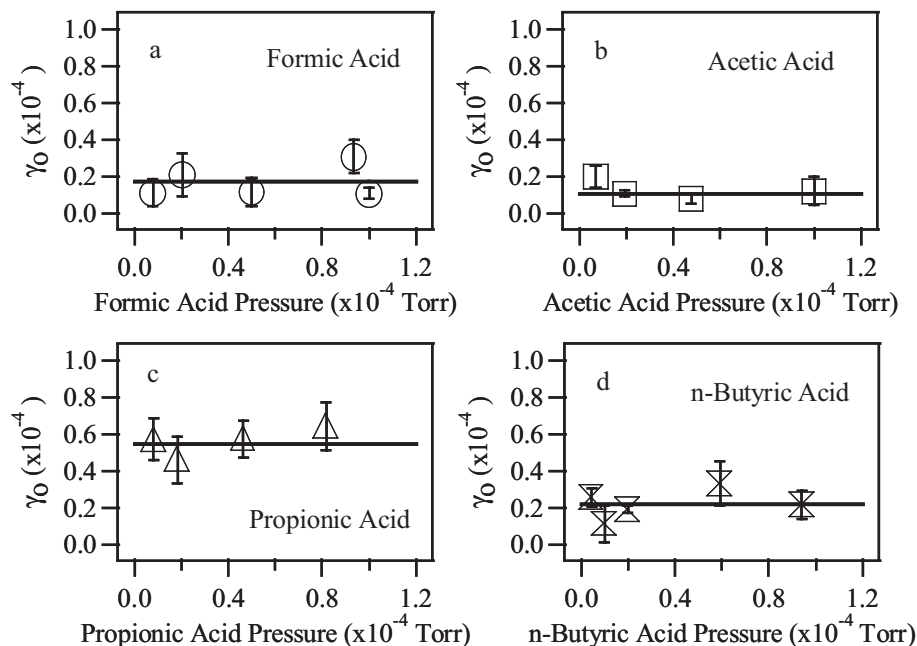 a
Formic Acid
γo (x10-4)
1.0
0.8
0.6
0.4
0.2
0.0
0.0 0.4 0.8 1.2
Formic Acid Pressure (x10-4 Torr)
b
Acetic Acid
γo (x10-4)
1.0
0.8
0.6
0.4
0.2
0.0
0.0 0.4 0.8 1.2
Acetic Acid Pressure (x10-4 Torr)
c
Propionic Acid
γo (x10-4)
1.0
0.8
0.6
0.4
0.2
0.0
0.0 0.4 0.8 1.2
Propionic Acid Pressure (x10-4 Torr)
d
n-Butyric Acid
γo (x10-4)
1.0
0.8
0.6
0.4
0.2
0.0
0.0 0.4 0.8 1.2
n-Butyric Acid Pressure (x10-4 Torr)